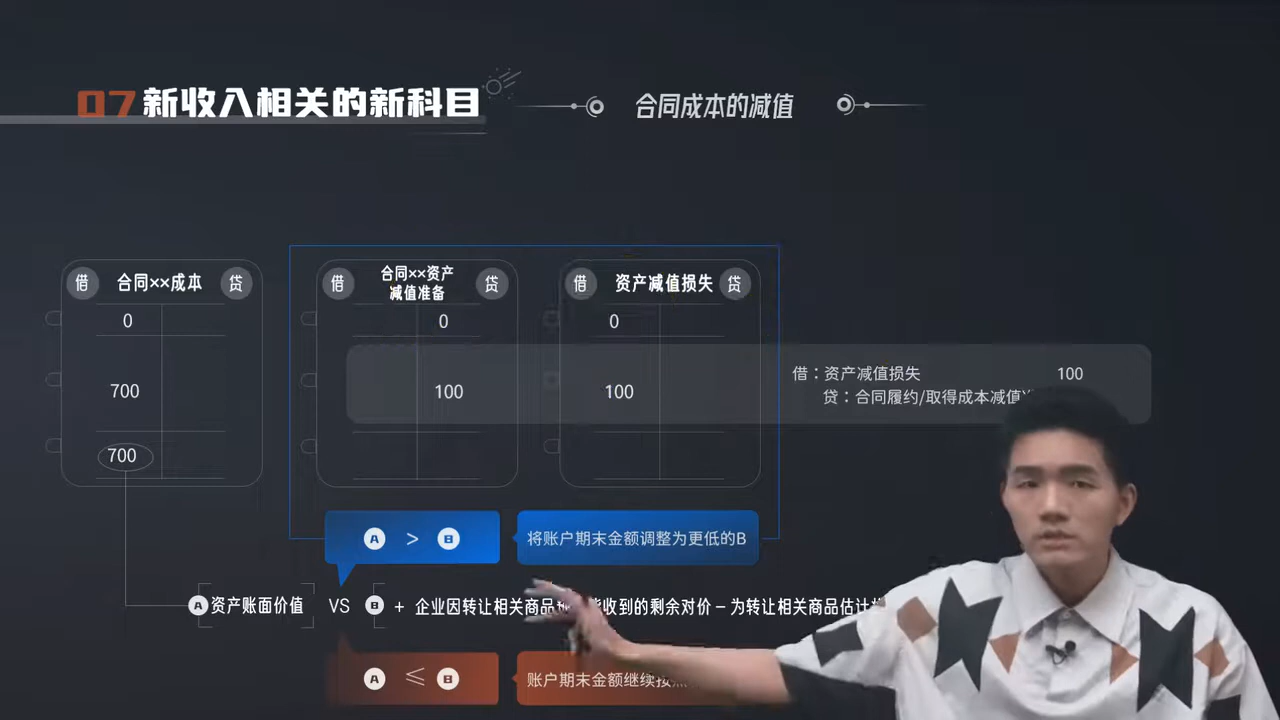 07 新收入相关的新科目
合同成本的减值
借 合同××成本 贷
0
700
700
借 合同××资产减值准备 贷
0
100
借 资产减值损失 贷
0
100
借：资产减值损失 100
贷：合同履约/取得成本减值
A > B
将账户期末金额调整为更低的B
A 资产账面价值 VS B + 企业因转让相关商品 收到的剩余对价 – 为转让相关商品估计
A ≤ B
账户期末金额继续按